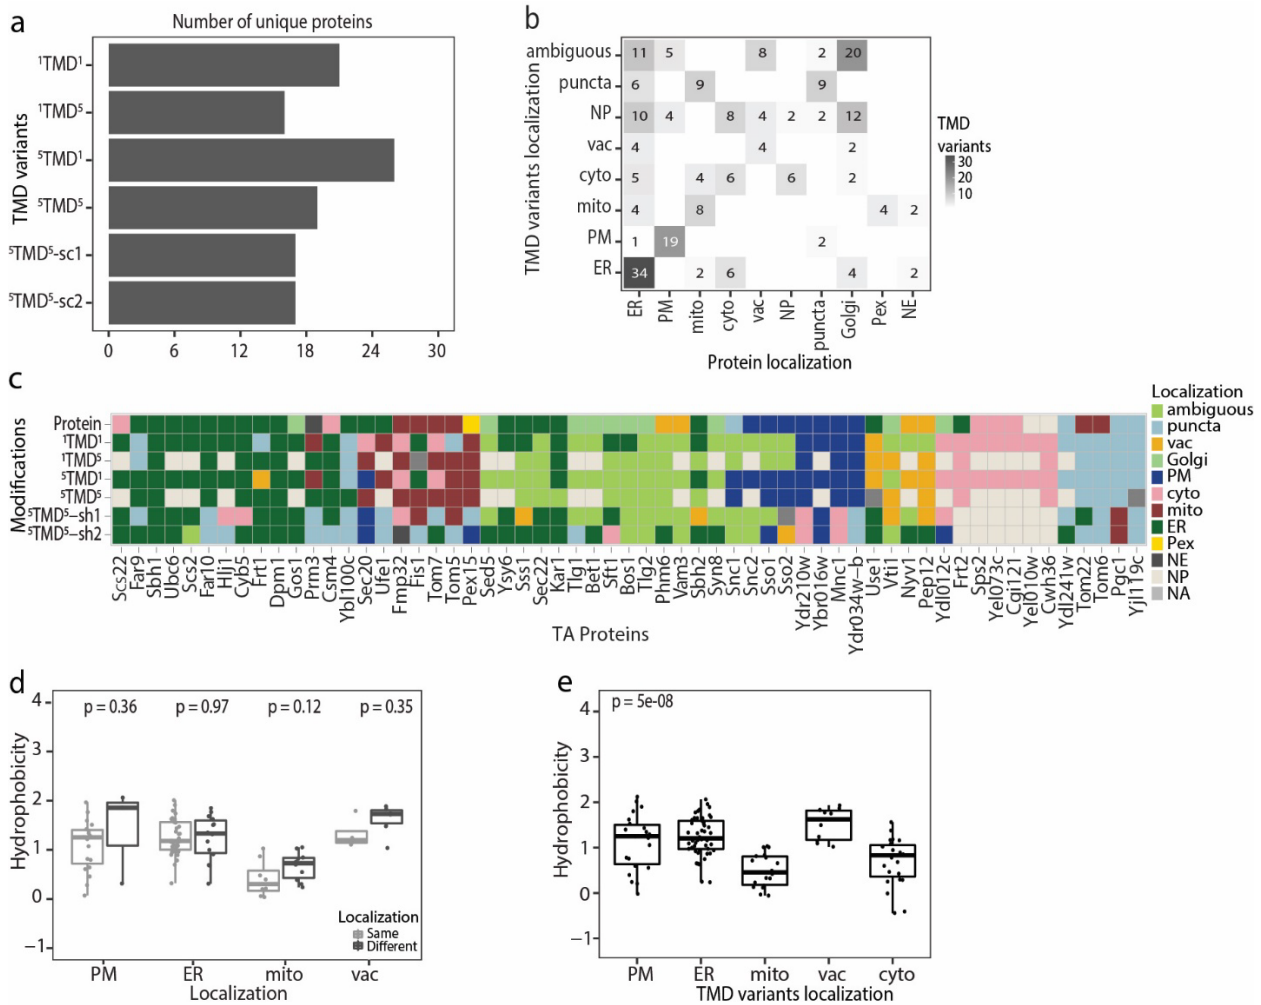 a
Number of unique proteins
TMD variants
¹TMD¹
¹TMD⁵
⁵TMD¹
⁵TMD⁵
⁵TMD⁵-sc1
⁵TMD⁵-sc2
0 6 12 18 24 30
b
TMD variants localization
ambiguous 11 5 8 2 20
puncta 6 9 9
NP 10 4 8 4 2 2 12
vac 4 4 2
cyto 5 4 6 6 2
mito 4 8 4 2
PM 1 19 2
ER 34 2 6 4 2
ER PM mito cyto vac NP puncta Golgi Pex NE
Protein localization
TMD
variants
30
20
10
c
Modifications
Protein
¹TMD¹
¹TMD⁵
⁵TMD¹
⁵TMD⁵
⁵TMD⁵−sh1
⁵TMD⁵−sh2
Scs22 Far9 Sbh1 Ubc6 Scs2 Far10 Hlj1 Cyb5 Frt1 Dpm1 Gos1 Prm3 Csm4 Ybl100c Sec20 Ufe1 Fmp32 Fis1 Tom7 Tom5 Pex15 Sed5 Ysy6 Sss1 Sec22 Kar1 Tlg1 Bet1 Sft1 Bos1 Tlg2 Phm6 Vam3 Sbh2 Syn8 Snc1 Snc2 Sso1 Sso2 Ydr210w Ybr016w Mnc1 Ydr034w−b Use1 Vti1 Nyv1 Pep12 Ydl012c Frt2 Sps2 Yel073c Cgi121 Yel010w Cwh36 Ydl241w Tom22 Tom6 Pgc1 Yjl119c
TA Proteins
Localization
ambiguous
puncta
vac
Golgi
PM
cyto
mito
ER
Pex
NE
NP
NA
d
Hydrophobicity
4
3
2
1
0
−1
p = 0.36 p = 0.97 p = 0.12 p = 0.35
Localization
Same
Different
PM ER mito vac
Localization
e
Hydrophobicity
4
3
2
1
0
−1
p = 5e-08
PM ER mito vac cyto
TMD variants localization